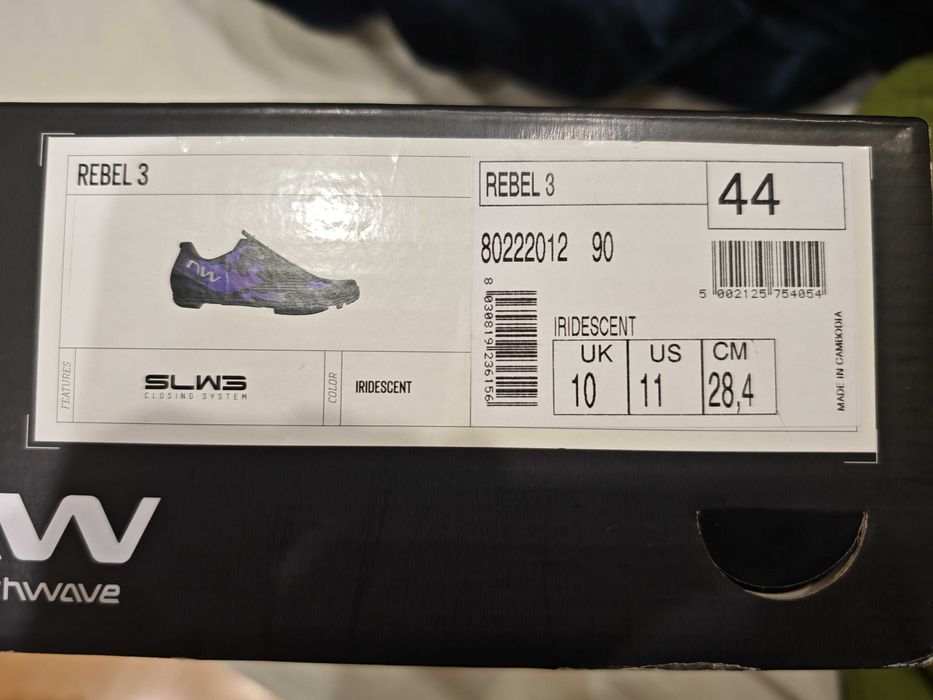 REBEL 3
NW
FEATURES
SLW3
CLOSING SYSTEM
COLOR
IRIDESCENT
REBEL 3
44
80222012 90
5 002125 754054
8 030819 236156
IRIDESCENT
UK US CM
10 11 28,4
MADE IN CAMBODIA
W
hwave